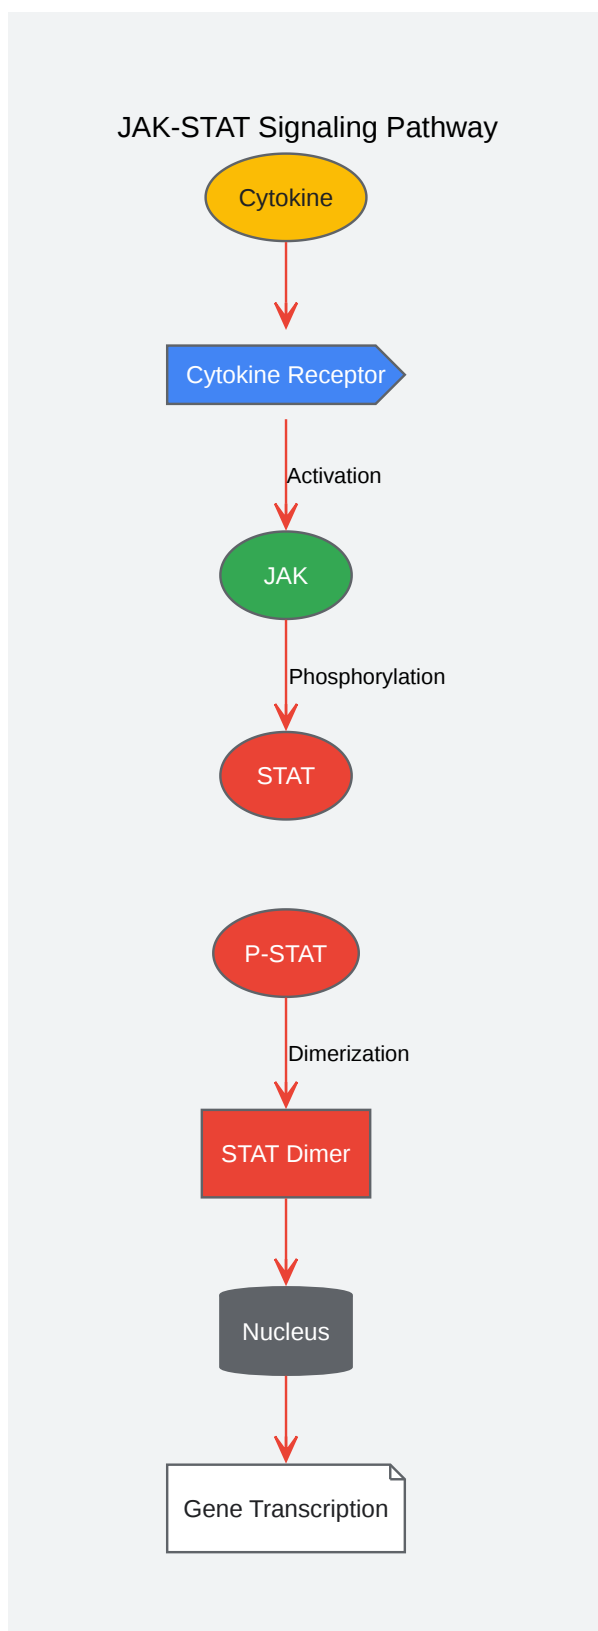 JAK-STAT Signaling Pathway
Cytokine
Cytokine Receptor
Activation
JAK
Phosphorylation
STAT
P-STAT
Dimerization
STAT Dimer
Nucleus
Gene Transcription